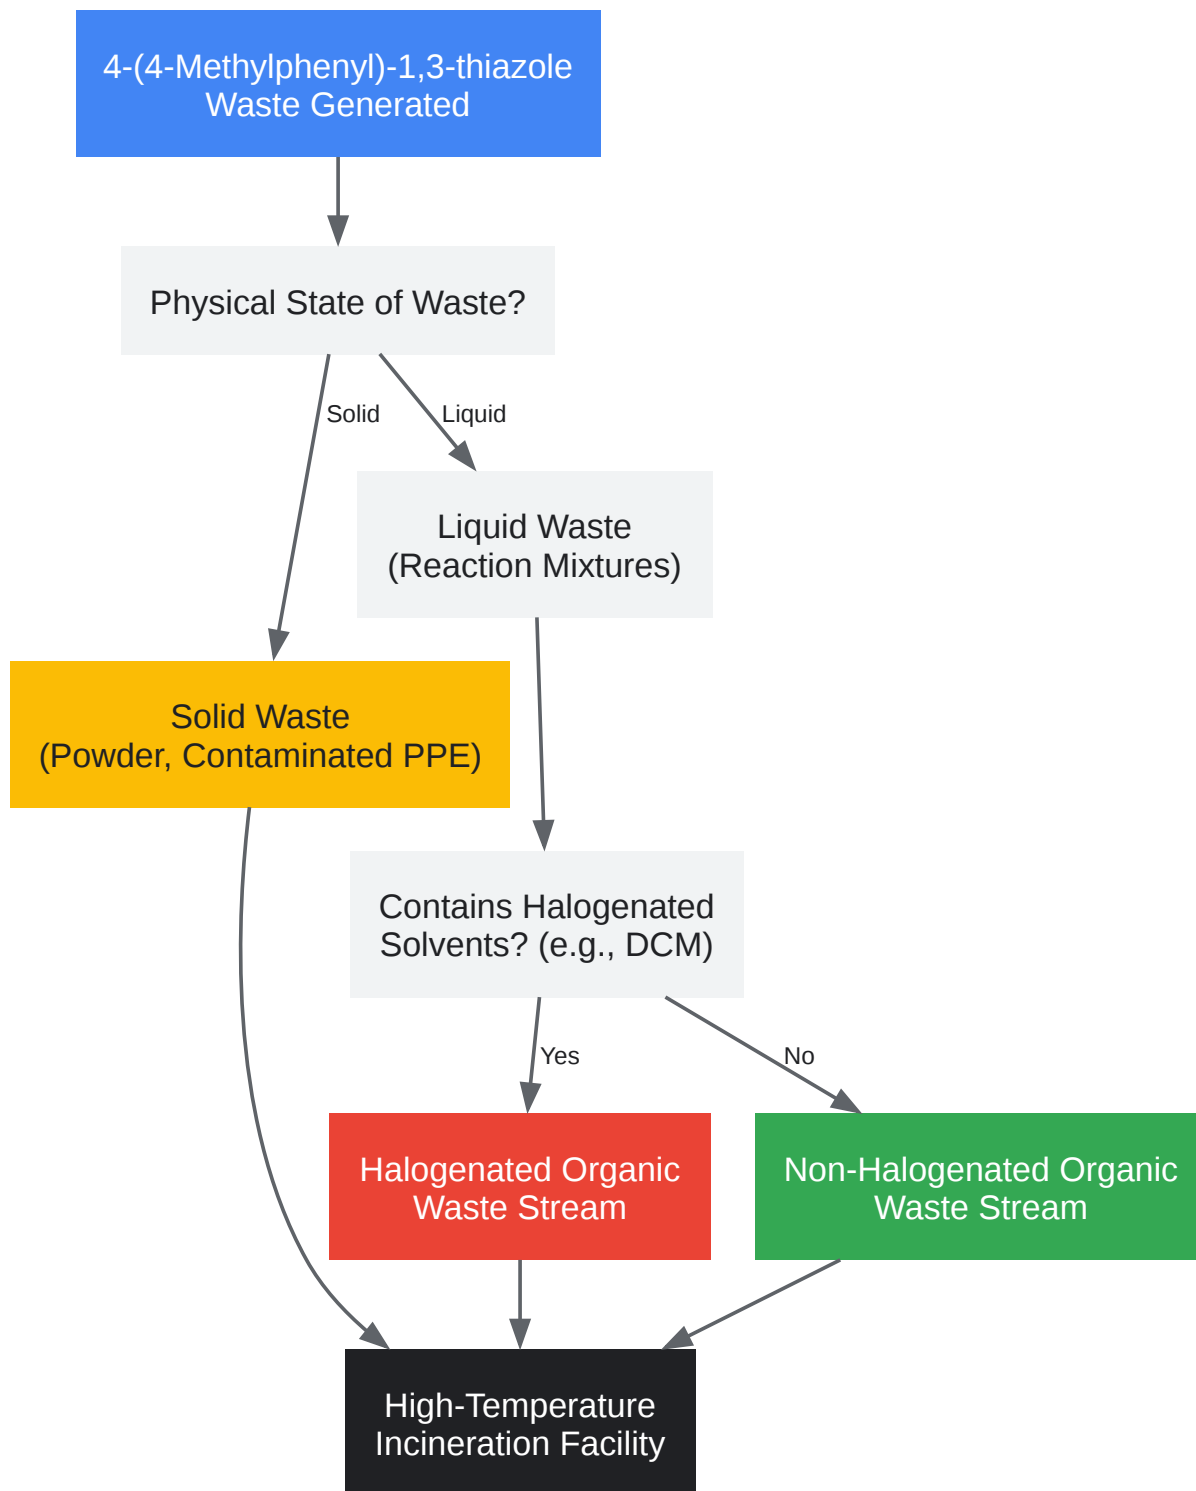 4-(4-Methylphenyl)-1,3-thiazole
Waste Generated
Physical State of Waste?
Solid
Liquid
Liquid Waste
(Reaction Mixtures)
Solid Waste
(Powder, Contaminated PPE)
Contains Halogenated
Solvents? (e.g., DCM)
Yes
No
Halogenated Organic
Waste Stream
Non-Halogenated Organic
Waste Stream
High-Temperature
Incineration Facility